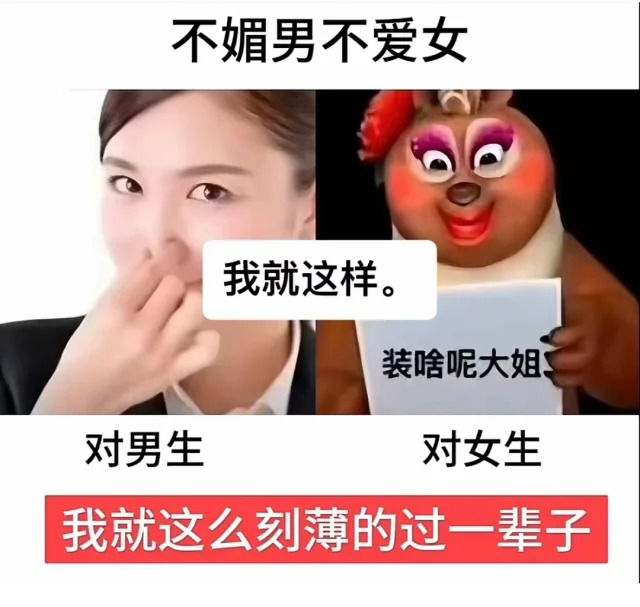 不媚男不爱女
我就这样。
装啥呢大姐
对男生
对女生
我就这么刻薄的过一辈子